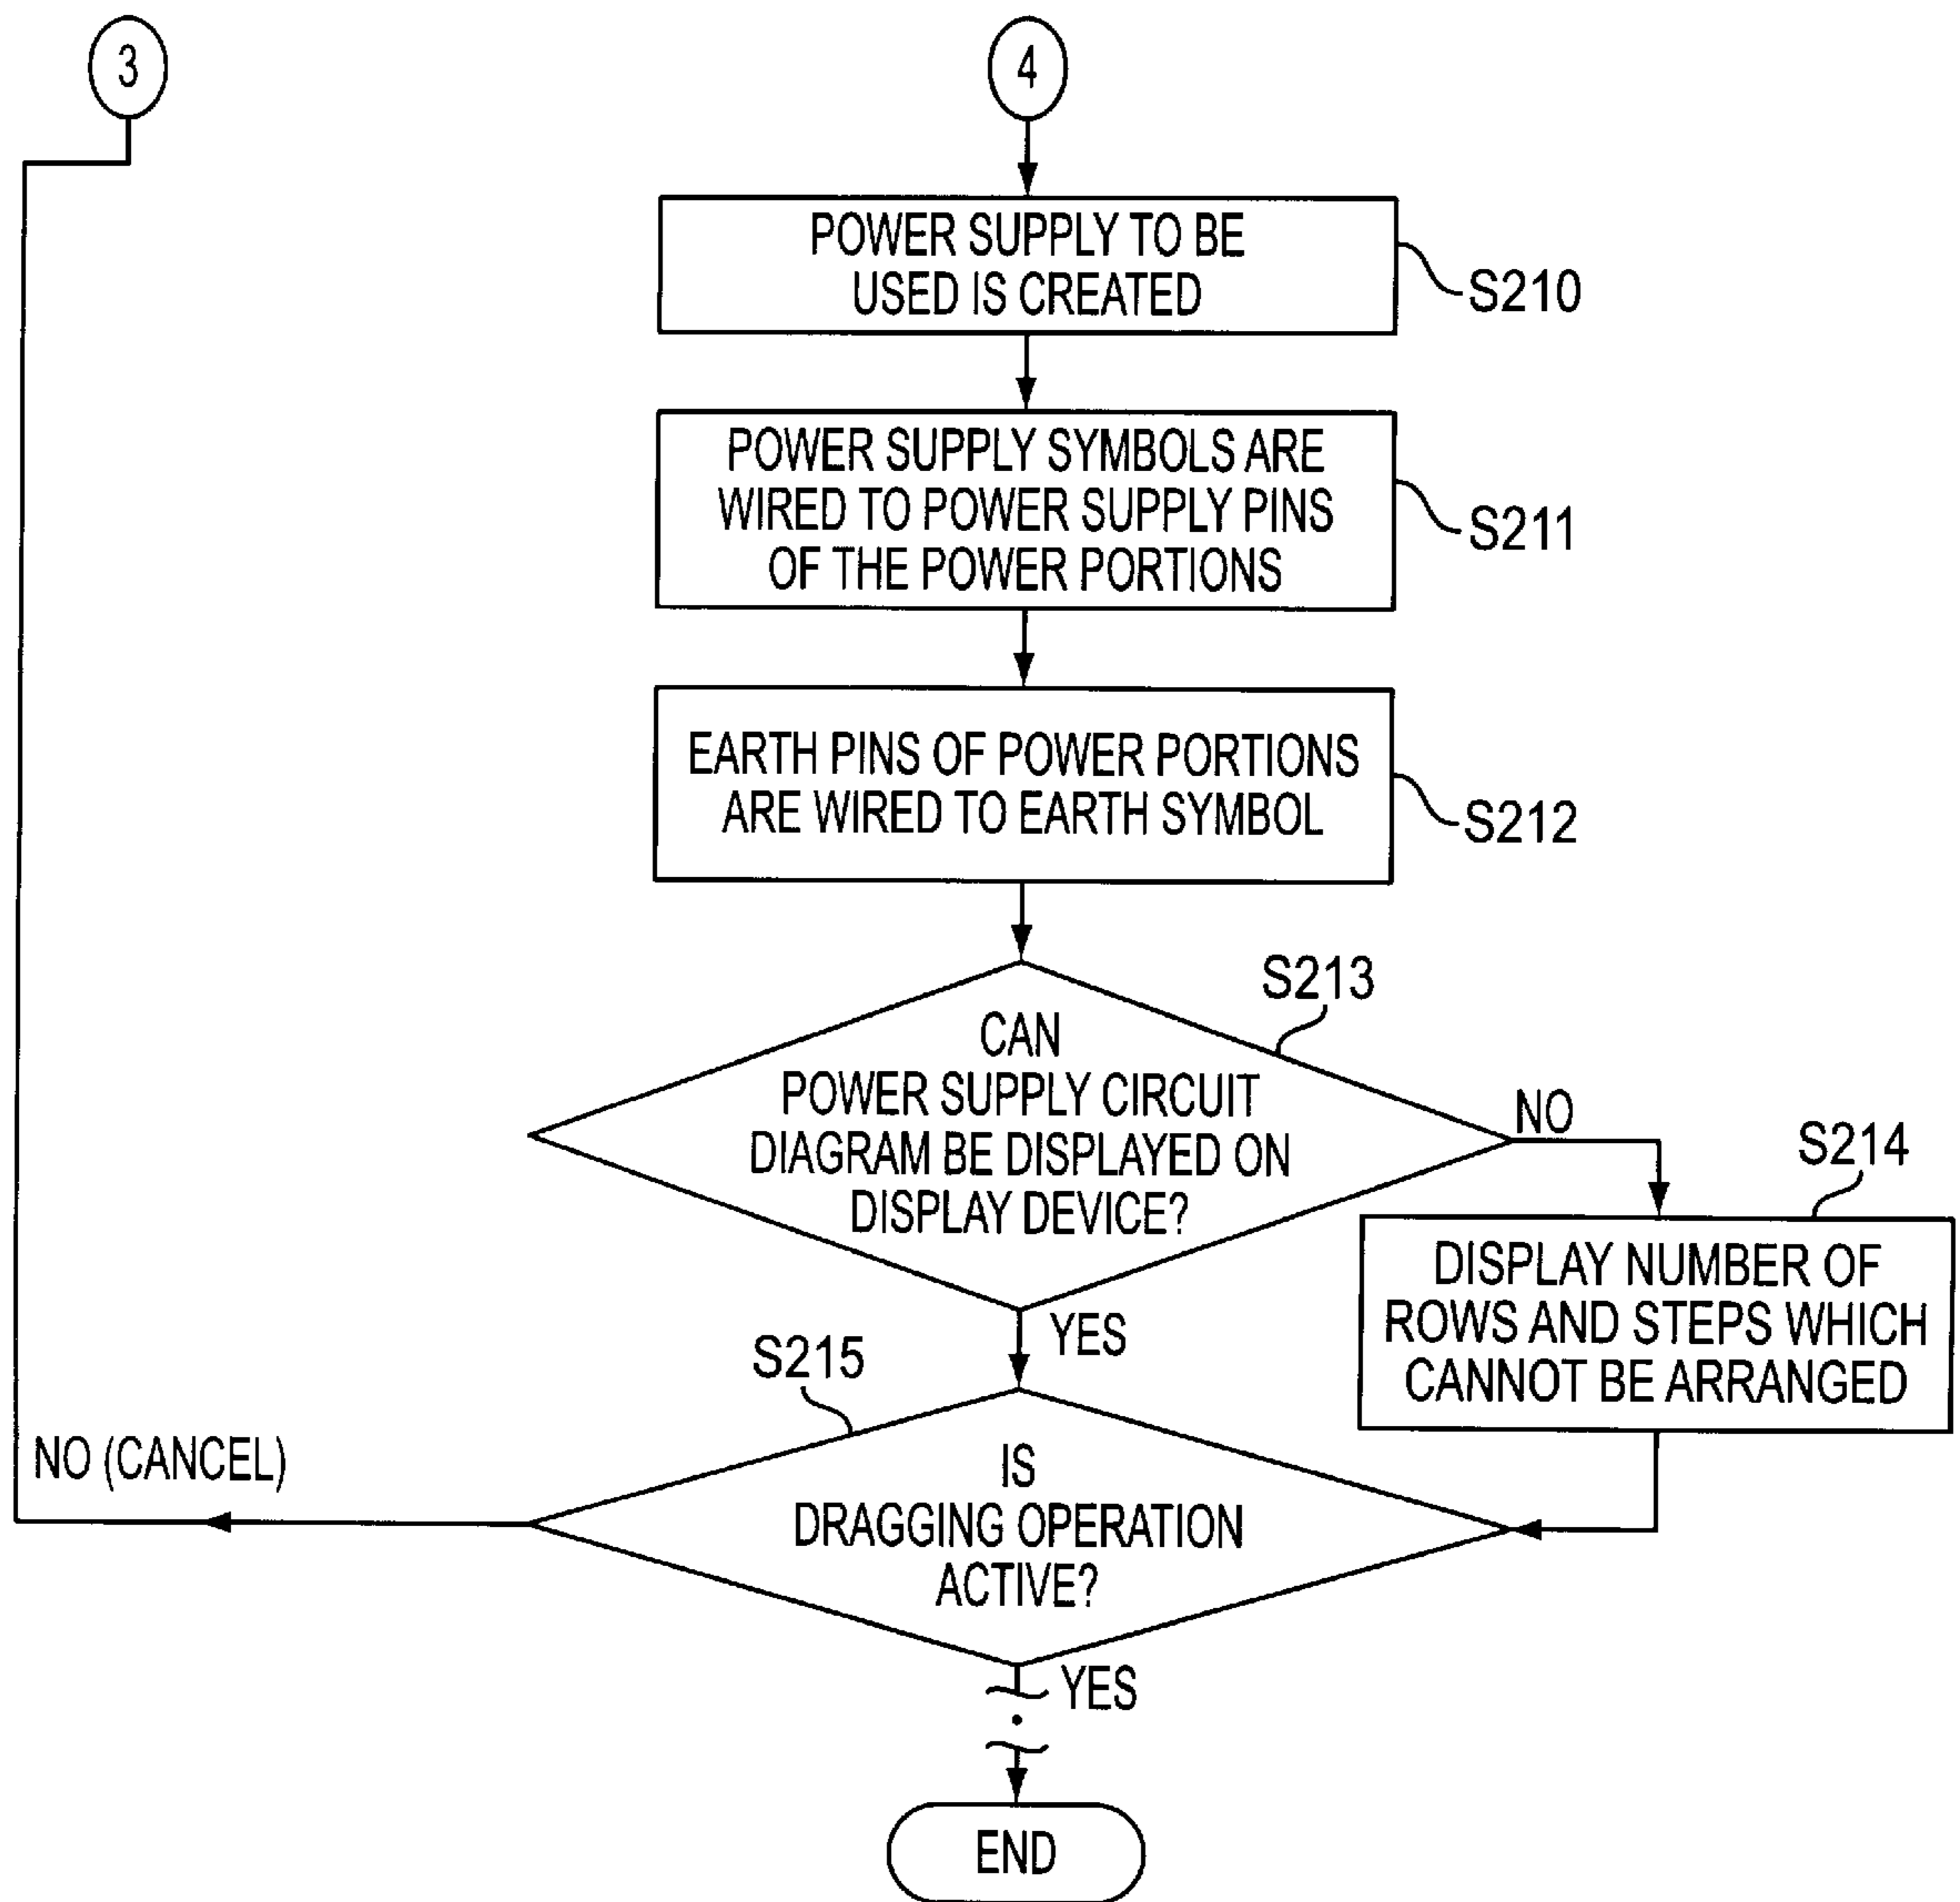 3
4
POWER SUPPLY TO BE
USED IS CREATED
S210
POWER SUPPLY SYMBOLS ARE
WIRED TO POWER SUPPLY PINS
OF THE POWER PORTIONS
S211
EARTH PINS OF POWER PORTIONS
ARE WIRED TO EARTH SYMBOL
S212
S213
CAN
POWER SUPPLY CIRCUIT
DIAGRAM BE DISPLAYED ON
DISPLAY DEVICE?
NO
S214
DISPLAY NUMBER OF
ROWS AND STEPS WHICH
CANNOT BE ARRANGED
YES
S215
NO (CANCEL)
IS
DRAGGING OPERATION
ACTIVE?
YES
END